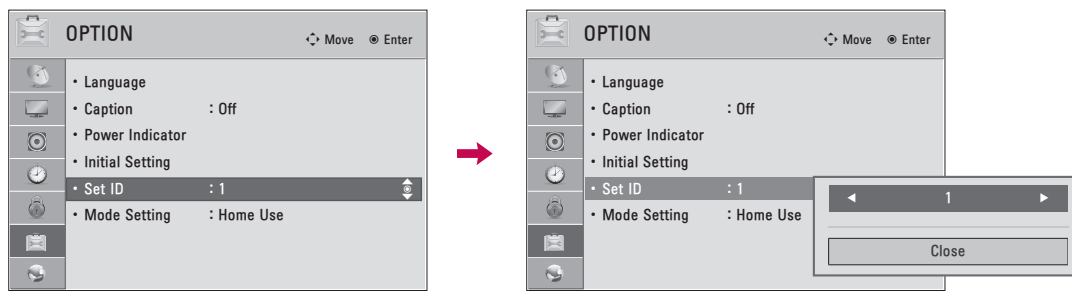 OPTION
Move Enter
• Language
• Caption : Off
• Power Indicator
• Initial Setting
• Set ID : 1
• Mode Setting : Home Use
OPTION
Move Enter
• Language
• Caption : Off
• Power Indicator
• Initial Setting
• Set ID : 1
• Mode Setting : Home Use
◀ 1 ▶
Close